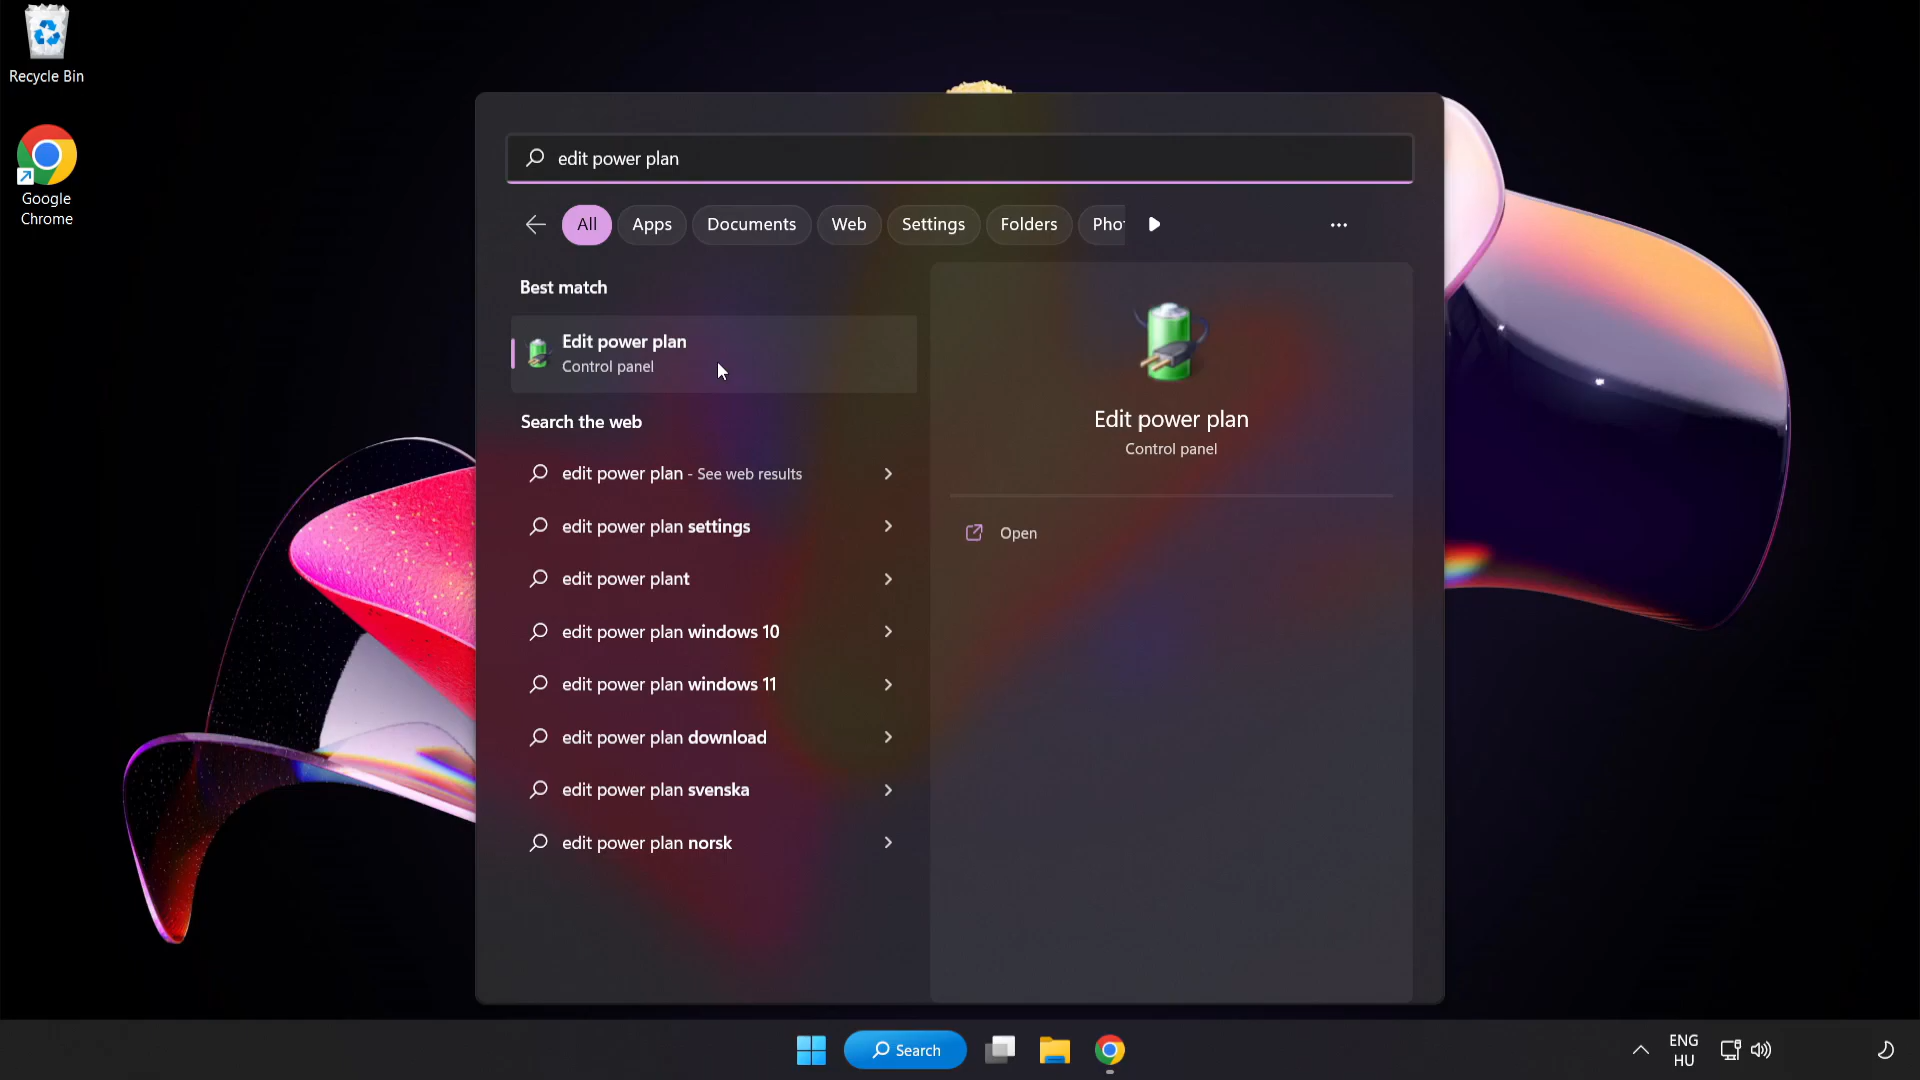 Recycle Bin
Google
Chrome
edit power plan
All
Apps
Documents
Web
Settings
Folders
Best match
Edit power plan
Control panel
Search the web
edit power plan - See web results
edit power plan settings
edit power plant
edit power plan windows 10
edit power plan windows 11
edit power plan download
edit power plan svenska
edit power plan norsk
Edit power plan
Control panel
Open
Search
ENG
HU